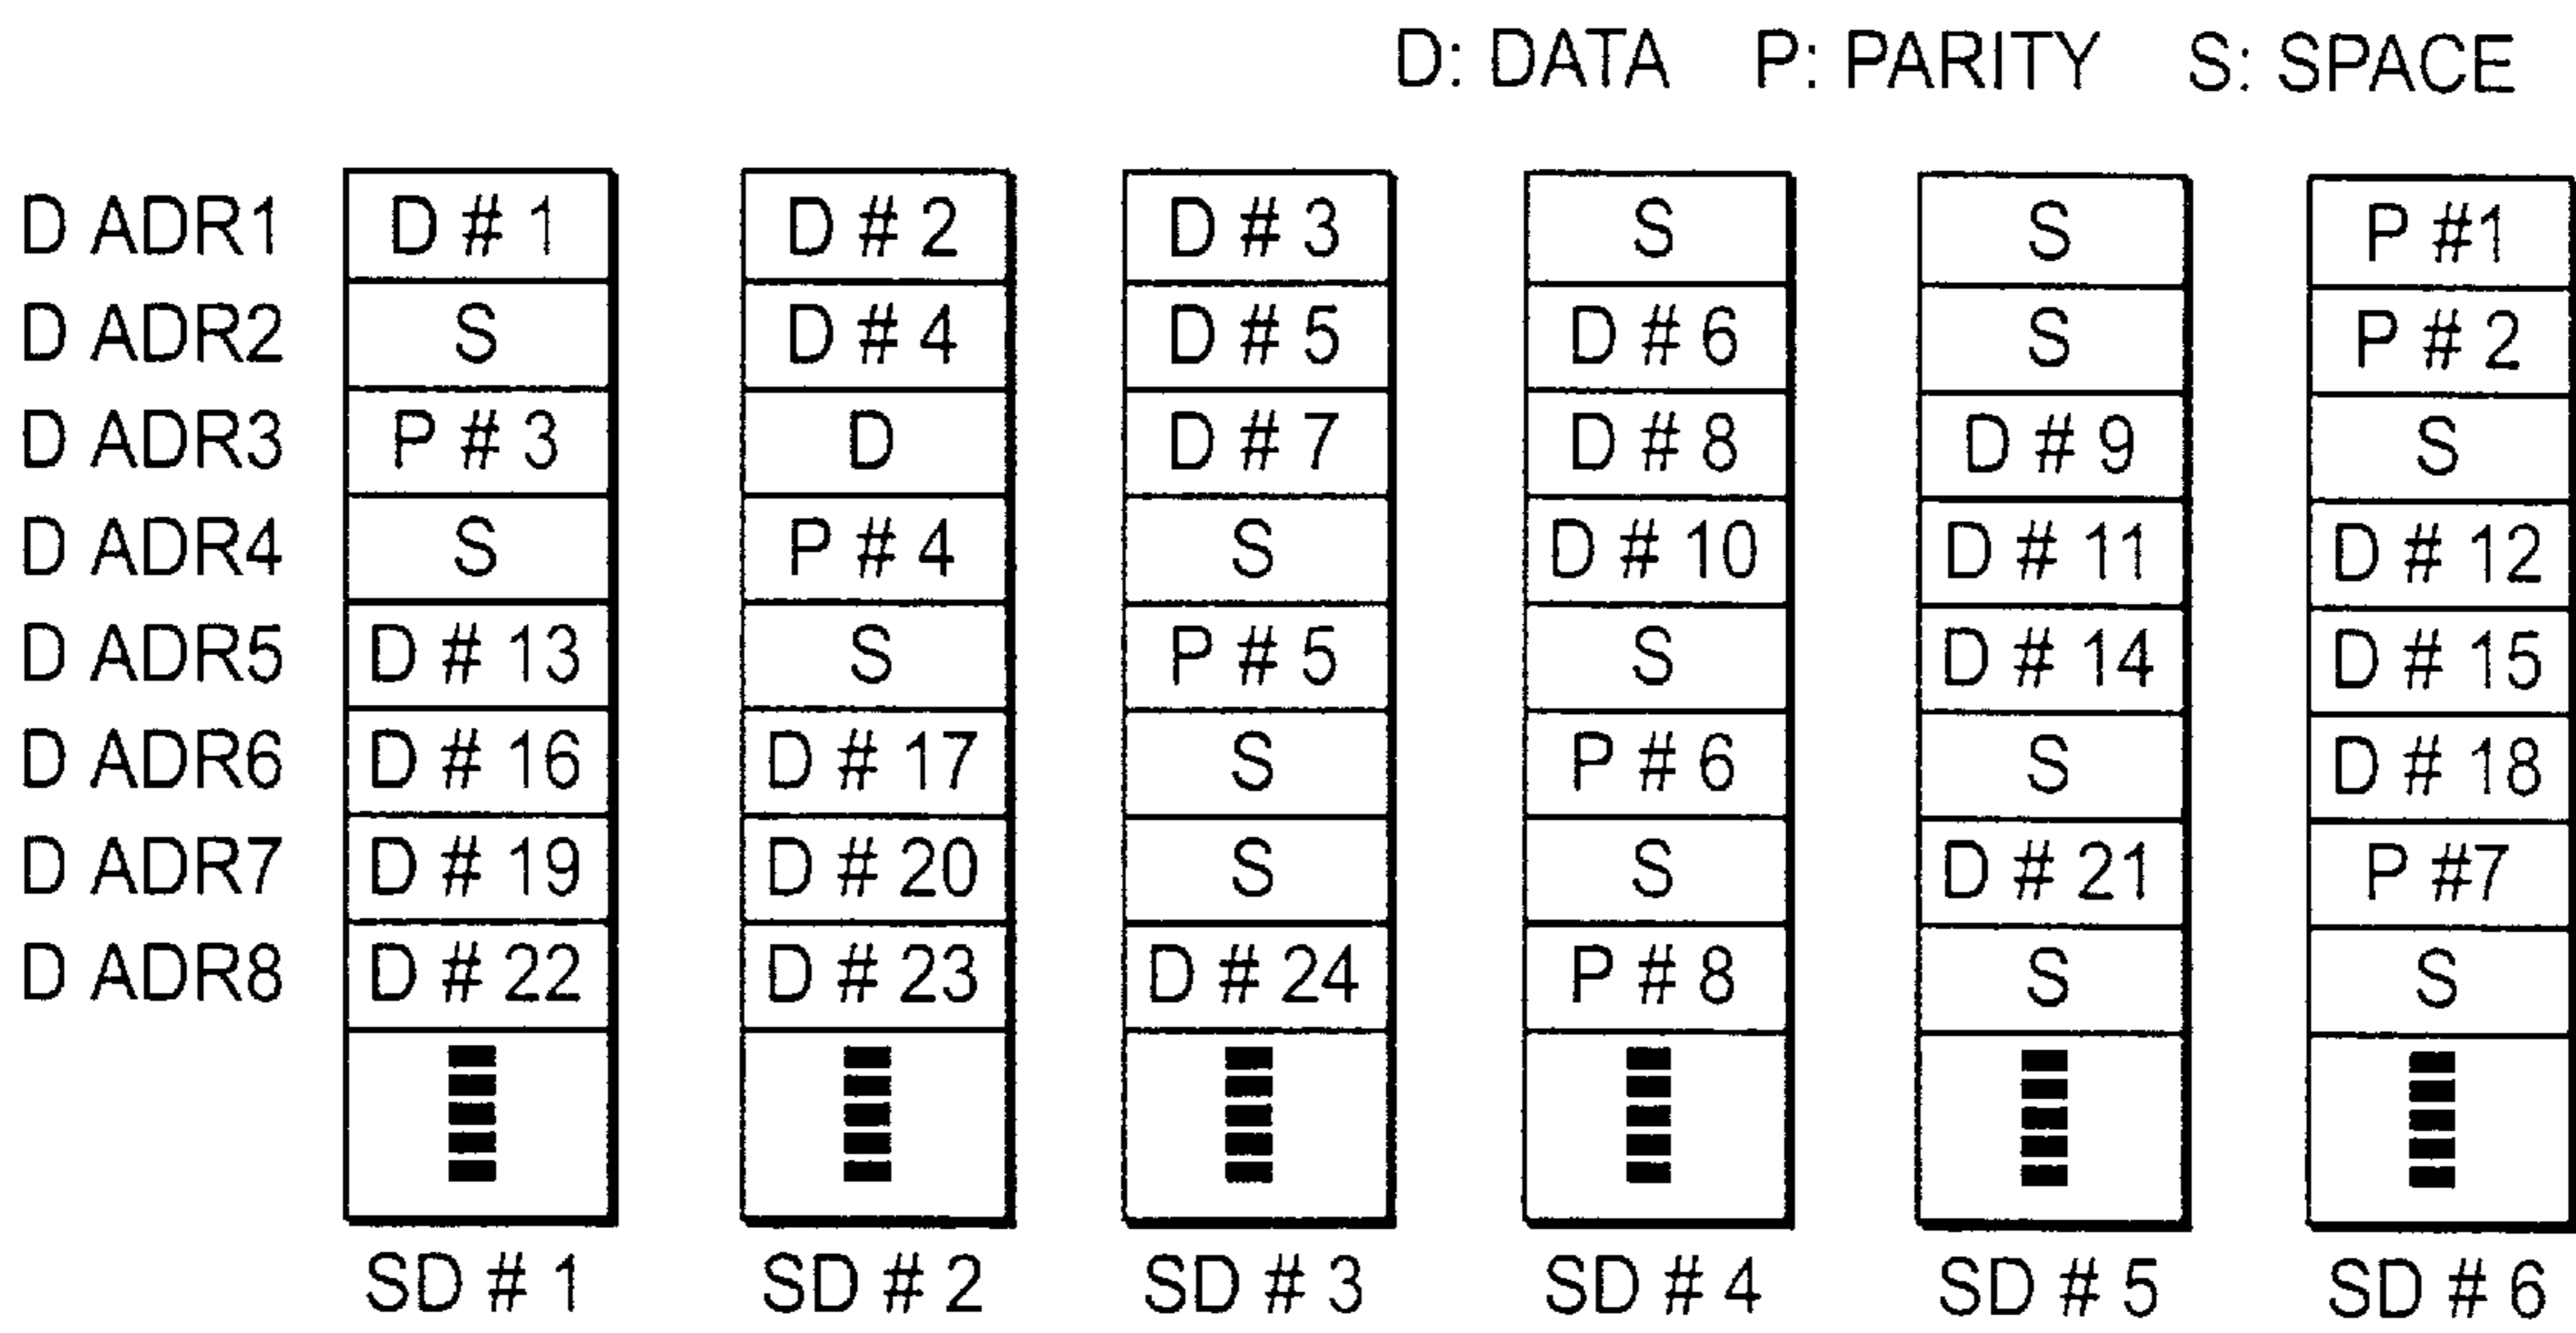 D: DATA P: PARITY S: SPACE
D ADR1 D # 1 D # 2 D # 3 S S P #1
D ADR2 S D # 4 D # 5 D # 6 S P # 2
D ADR3 P # 3 D D # 7 D # 8 D # 9 S
D ADR4 S P # 4 S D # 10 D # 11 D # 12
D ADR5 D # 13 S P # 5 S D # 14 D # 15
D ADR6 D # 16 D # 17 S P # 6 S D # 18
D ADR7 D # 19 D # 20 S S D # 21 P #7
D ADR8 D # 22 D # 23 D # 24 P # 8 S S
SD # 1 SD # 2 SD # 3 SD # 4 SD # 5 SD # 6